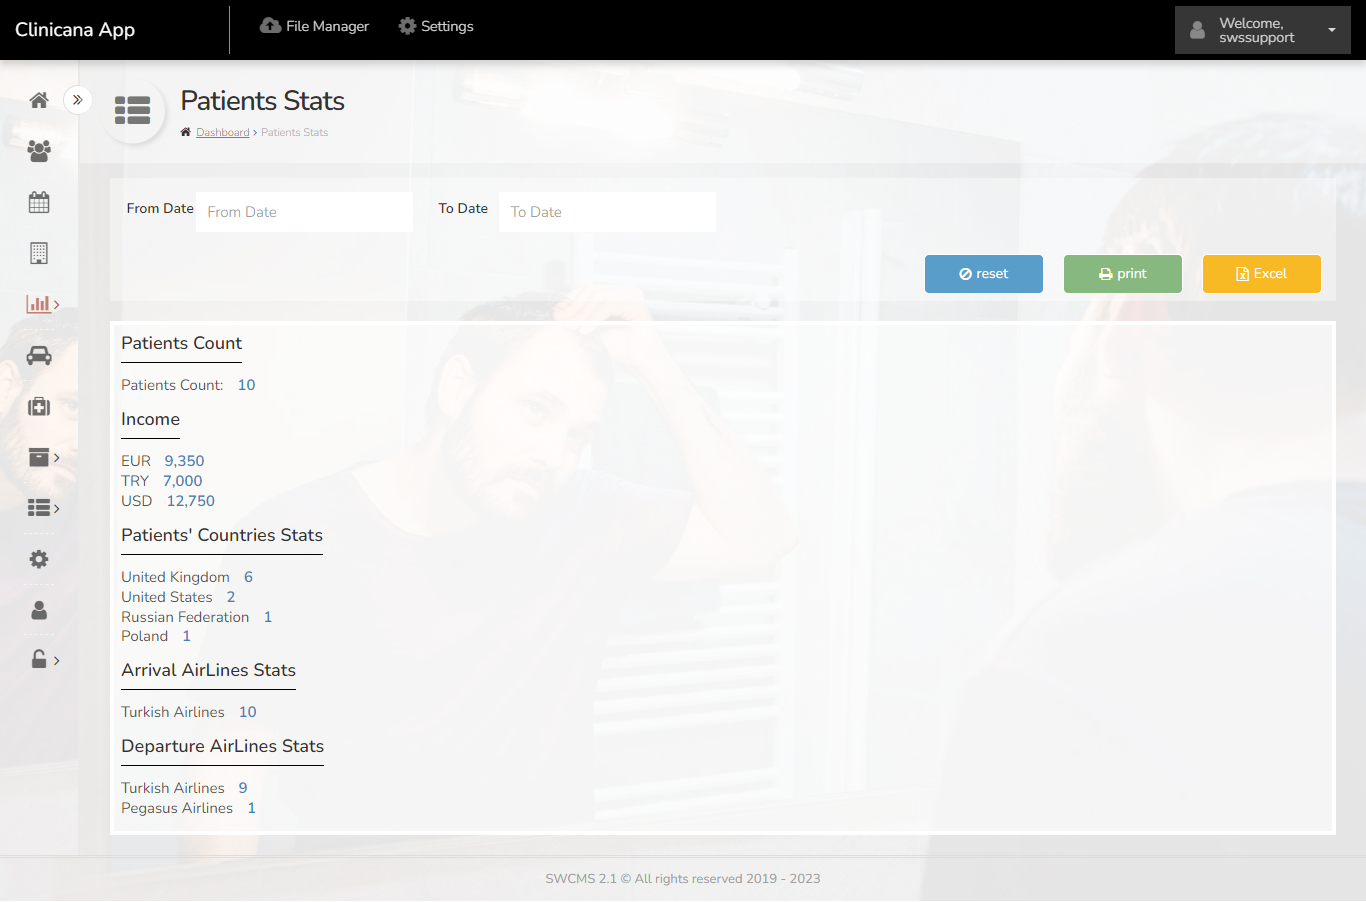 Clinicana App
File Manager
Settings
Welcome,
swssupport
Patients Stats
Dashboard › Patients Stats
From Date
From Date
To Date
To Date
reset
print
Excel
Patients Count
Patients Count: 10
Income
EUR 9,350
TRY 7,000
USD 12,750
Patients' Countries Stats
United Kingdom 6
United States 2
Russian Federation 1
Poland 1
Arrival AirLines Stats
Turkish Airlines 10
Departure AirLines Stats
Turkish Airlines 9
Pegasus Airlines 1
SWCMS 2.1 © All rights reserved 2019 - 2023